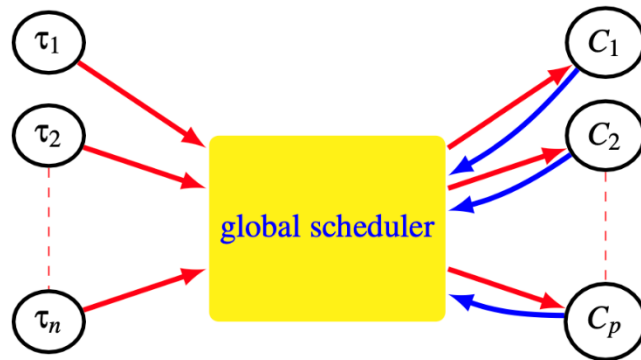 τ1
C1
τ2
C2
global scheduler
τn
Cp